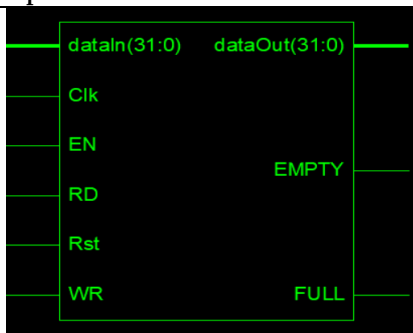 dataIn(31:0) dataOut(31:0)
Clk
EN
EMPTY
RD
Rst
WR FULL